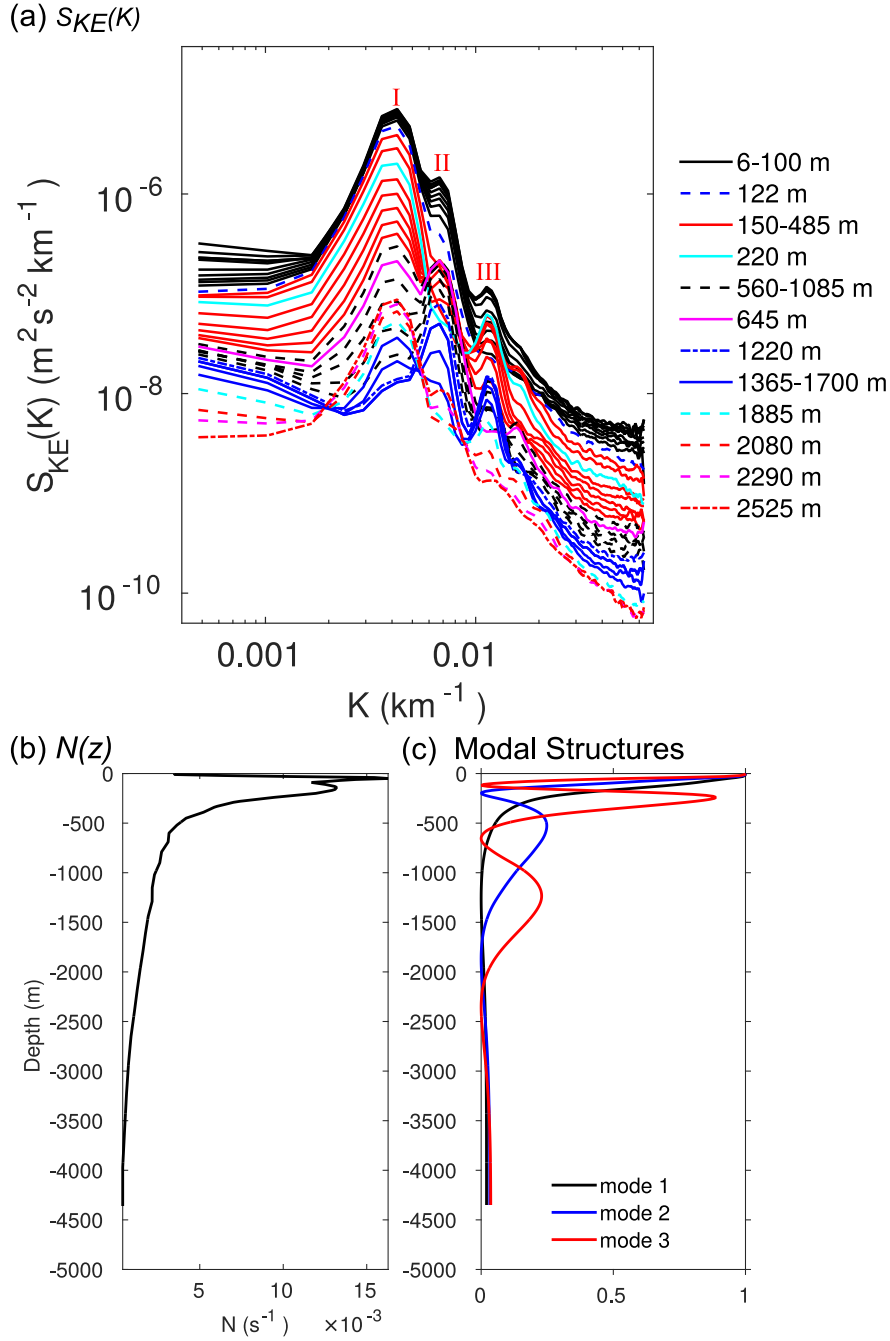 (a) S_KE(K)
I
II
III
10^-6
10^-8
10^-10
S_KE(K) (m^2 s^-2 km^-1)
0.001
0.01
K (km^-1)
6-100 m
122 m
150-485 m
220 m
560-1085 m
645 m
1220 m
1365-1700 m
1885 m
2080 m
2290 m
2525 m
(b) N(z)
0
-500
-1000
-1500
-2000
-2500
-3000
-3500
-4000
-4500
-5000
Depth (m)
5
10
15
N (s^-1)
×10^-3
(c) Modal Structures
0
-500
-1000
-1500
-2000
-2500
-3000
-3500
-4000
-4500
-5000
mode 1
mode 2
mode 3
0
0.5
1